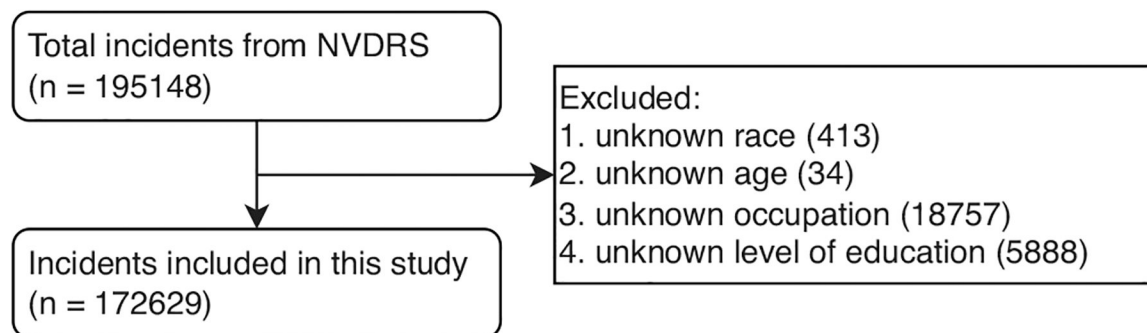 Total incidents from NVDRS
(n = 195148)
Excluded:
1. unknown race (413)
2. unknown age (34)
3. unknown occupation (18757)
4. unknown level of education (5888)
Incidents included in this study
(n = 172629)